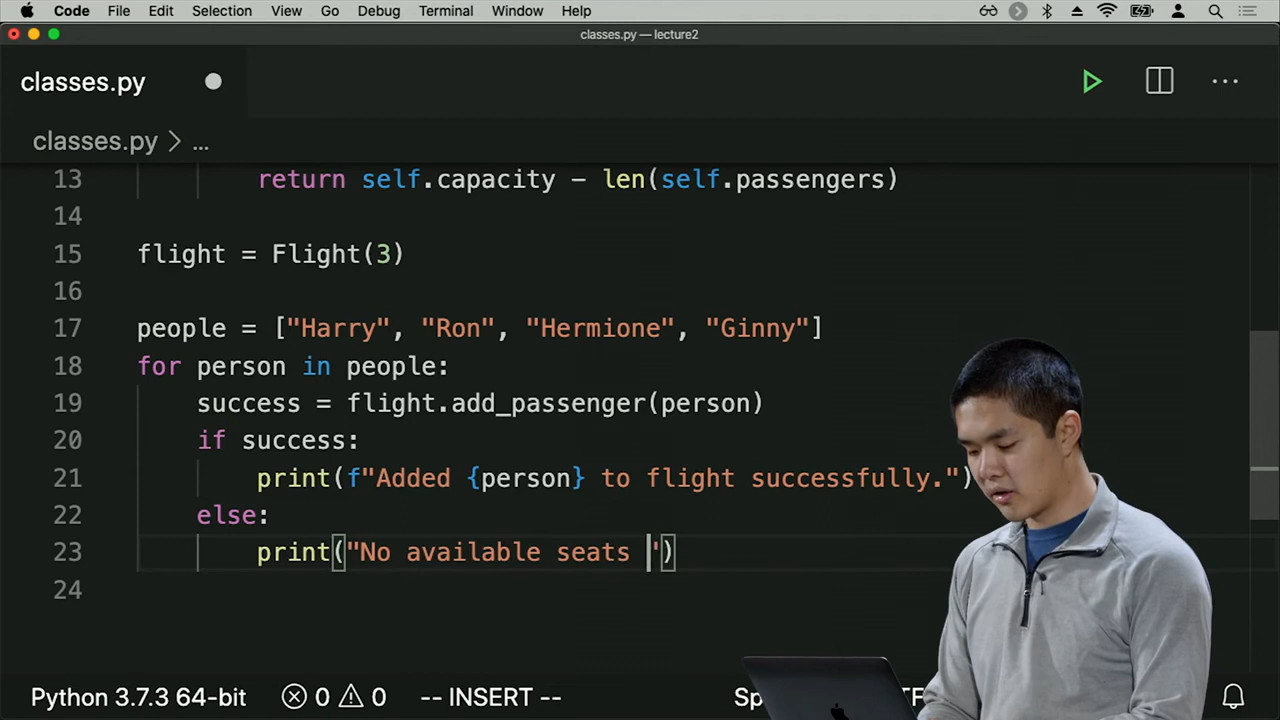 Code File Edit Selection View Go Debug Terminal Window Help
classes.py — lecture2
classes.py
classes.py > ...
13 return self.capacity - len(self.passengers)
14
15 flight = Flight(3)
16
17 people = ["Harry", "Ron", "Hermione", "Ginny"]
18 for person in people:
19 success = flight.add_passenger(person)
20 if success:
21 print(f"Added {person} to flight successfully.")
22 else:
23 print("No available seats ")
24
Python 3.7.3 64-bit 0 0 -- INSERT --